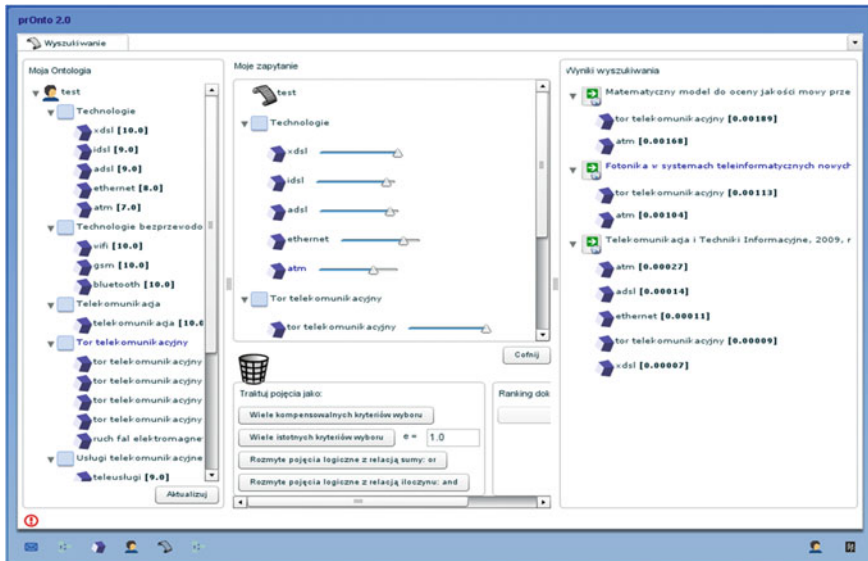 prOnto 2.0
Wyszukiwanie
Moja Ontologia
test
Technologie
xdsl [10.0]
idsl [9.0]
adsl [9.0]
ethernet [8.0]
atm [7.0]
Technologie bezprzewodo
wifi [10.0]
gsm [10.0]
bluetooth [10.0]
Telekomunikacja
telekomunikacja [10.0
Tor telekomunikacyjny
tor telekomunikacyjny
tor telekomunikacyjny
tor telekomunikacyjny
tor telekomunikacyjny
ruch fal elektromagne
Usługi telekomunikacyjne
teleusługi [9.0]
Aktualizuj
Moje zapytanie
test
Technologie
xdsl
idsl
adsl
ethernet
atm
Tor telekomunikacyjny
tor telekomunikacyjny
Cofnij
Traktuj pojęcia jako:
Wiele kompensowalnych kryteriów wyboru
Wiele istotnych kryteriów wyboru e = 1.0
Rozmyte pojęcia logiczne z relacją sumy: or
Rozmyte pojęcia logiczne z relacją iloczynu: and
Ranking dok
Wyniki wyszukiwania
Matematyczny model do oceny jakości mowy prze
tor telekomunikacyjny [0.00189]
atm [0.00168]
Fotonika w systemach teleinformatycznych nowych
tor telekomunikacyjny [0.00113]
atm [0.00104]
Telekomunikacja i Techniki Informacyjne, 2009, r
atm [0.00027]
adsl [0.00014]
ethernet [0.00011]
tor telekomunikacyjny [0.00009]
xdsl [0.00007]